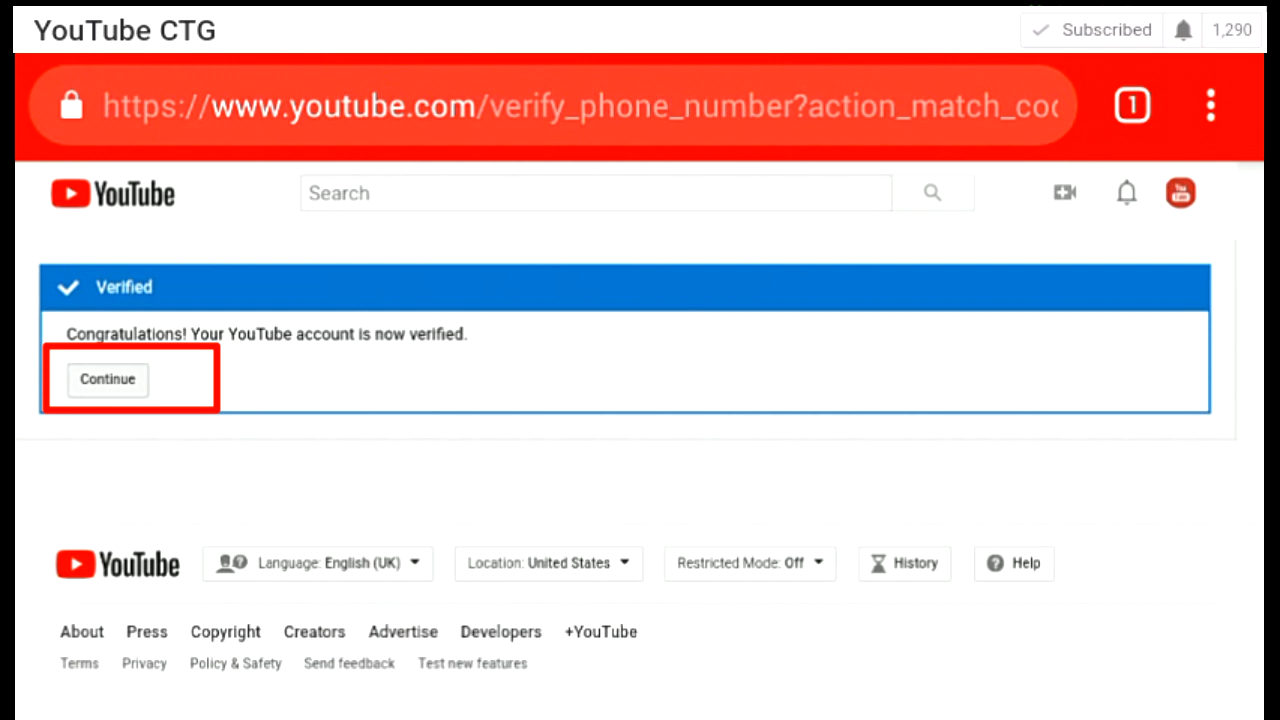 YouTube CTG
Subscribed 1,290
https://www.youtube.com/verify_phone_number?action_match_coc
1
YouTube Search
Verified
Congratulations! Your YouTube account is now verified.
Continue
YouTube Language: English (UK) Location: United States Restricted Mode: Off History Help
About Press Copyright Creators Advertise Developers +YouTube
Terms Privacy Policy & Safety Send feedback Test new features